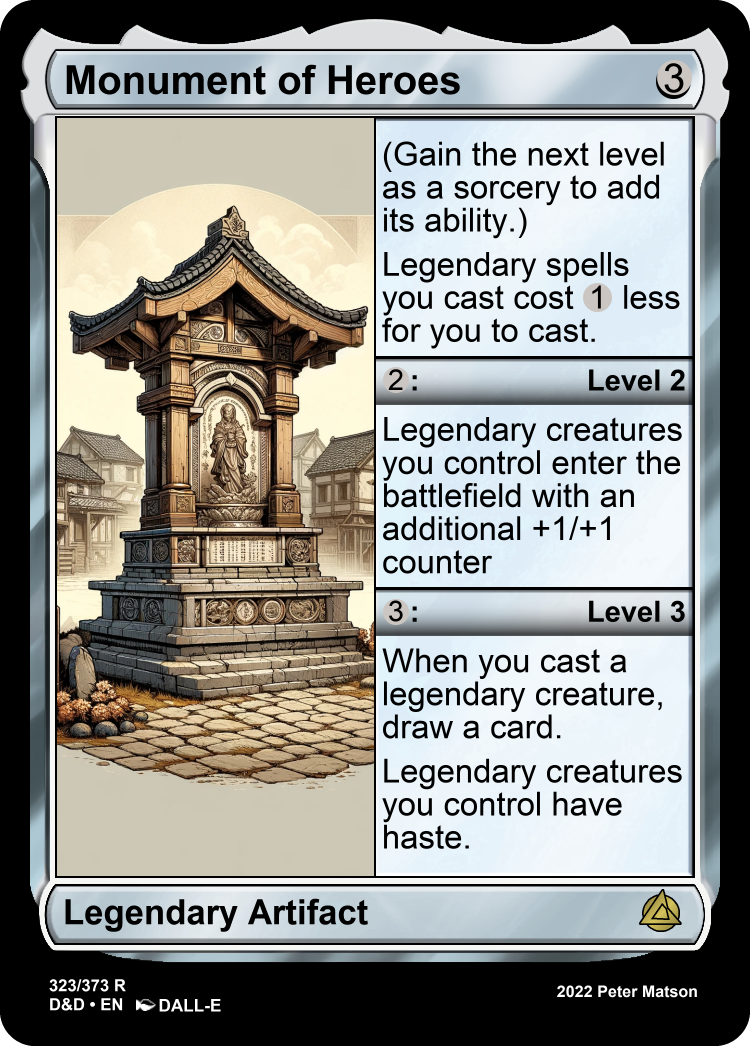 Monument of Heroes 3
(Gain the next level
as a sorcery to add
its ability.)
Legendary spells
you cast cost 1 less
for you to cast.
2: Level 2
Legendary creatures
you control enter the
battlefield with an
additional +1/+1
counter
3: Level 3
When you cast a
legendary creature,
draw a card.
Legendary creatures
you control have
haste.
Legendary Artifact
323/373 R
D&D • EN DALL-E
2022 Peter Matson